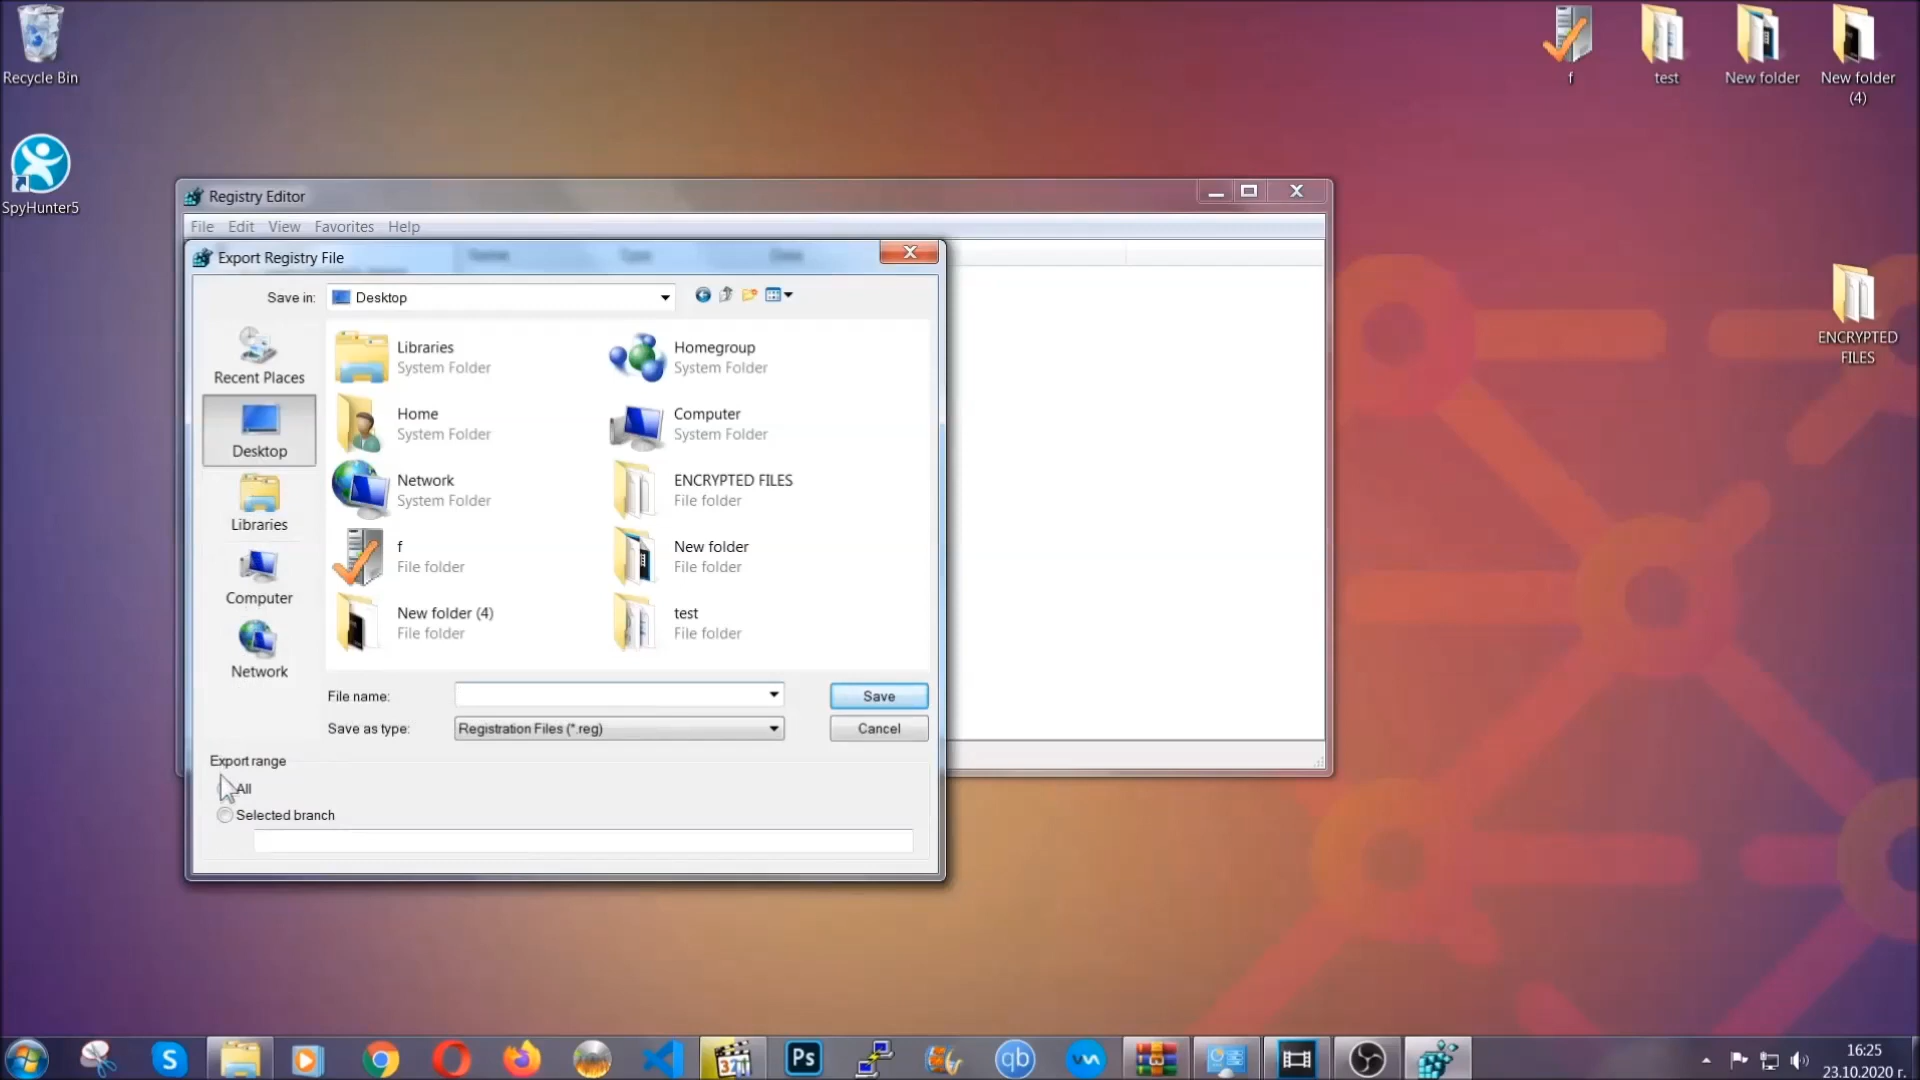 Recycle Bin
SpyHunter5
f
test
New folder
New folder
(4)
ENCRYPTED
FILES
Registry Editor
File Edit View Favorites Help
Export Registry File
Save in:
Desktop
Recent Places
Desktop
Libraries
Computer
Network
Libraries
System Folder
Homegroup
System Folder
Home
System Folder
Computer
System Folder
Network
System Folder
ENCRYPTED FILES
File folder
f
File folder
New folder
File folder
New folder (4)
File folder
test
File folder
File name:
Save
Save as type:
Registration Files (*.reg)
Cancel
Export range
All
Selected branch
S
321
Ps
qb
16:25
23.10.2020 г.